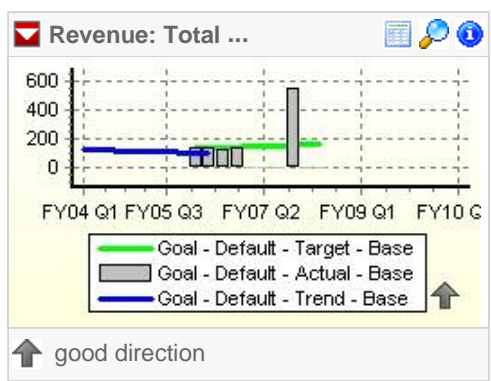 Revenue: Total ...
600
400
200
0
FY04 Q1 FY05 Q3 FY07 Q2 FY09 Q1 FY10 Q
Goal - Default - Target - Base
Goal - Default - Actual - Base
Goal - Default - Trend - Base
good direction